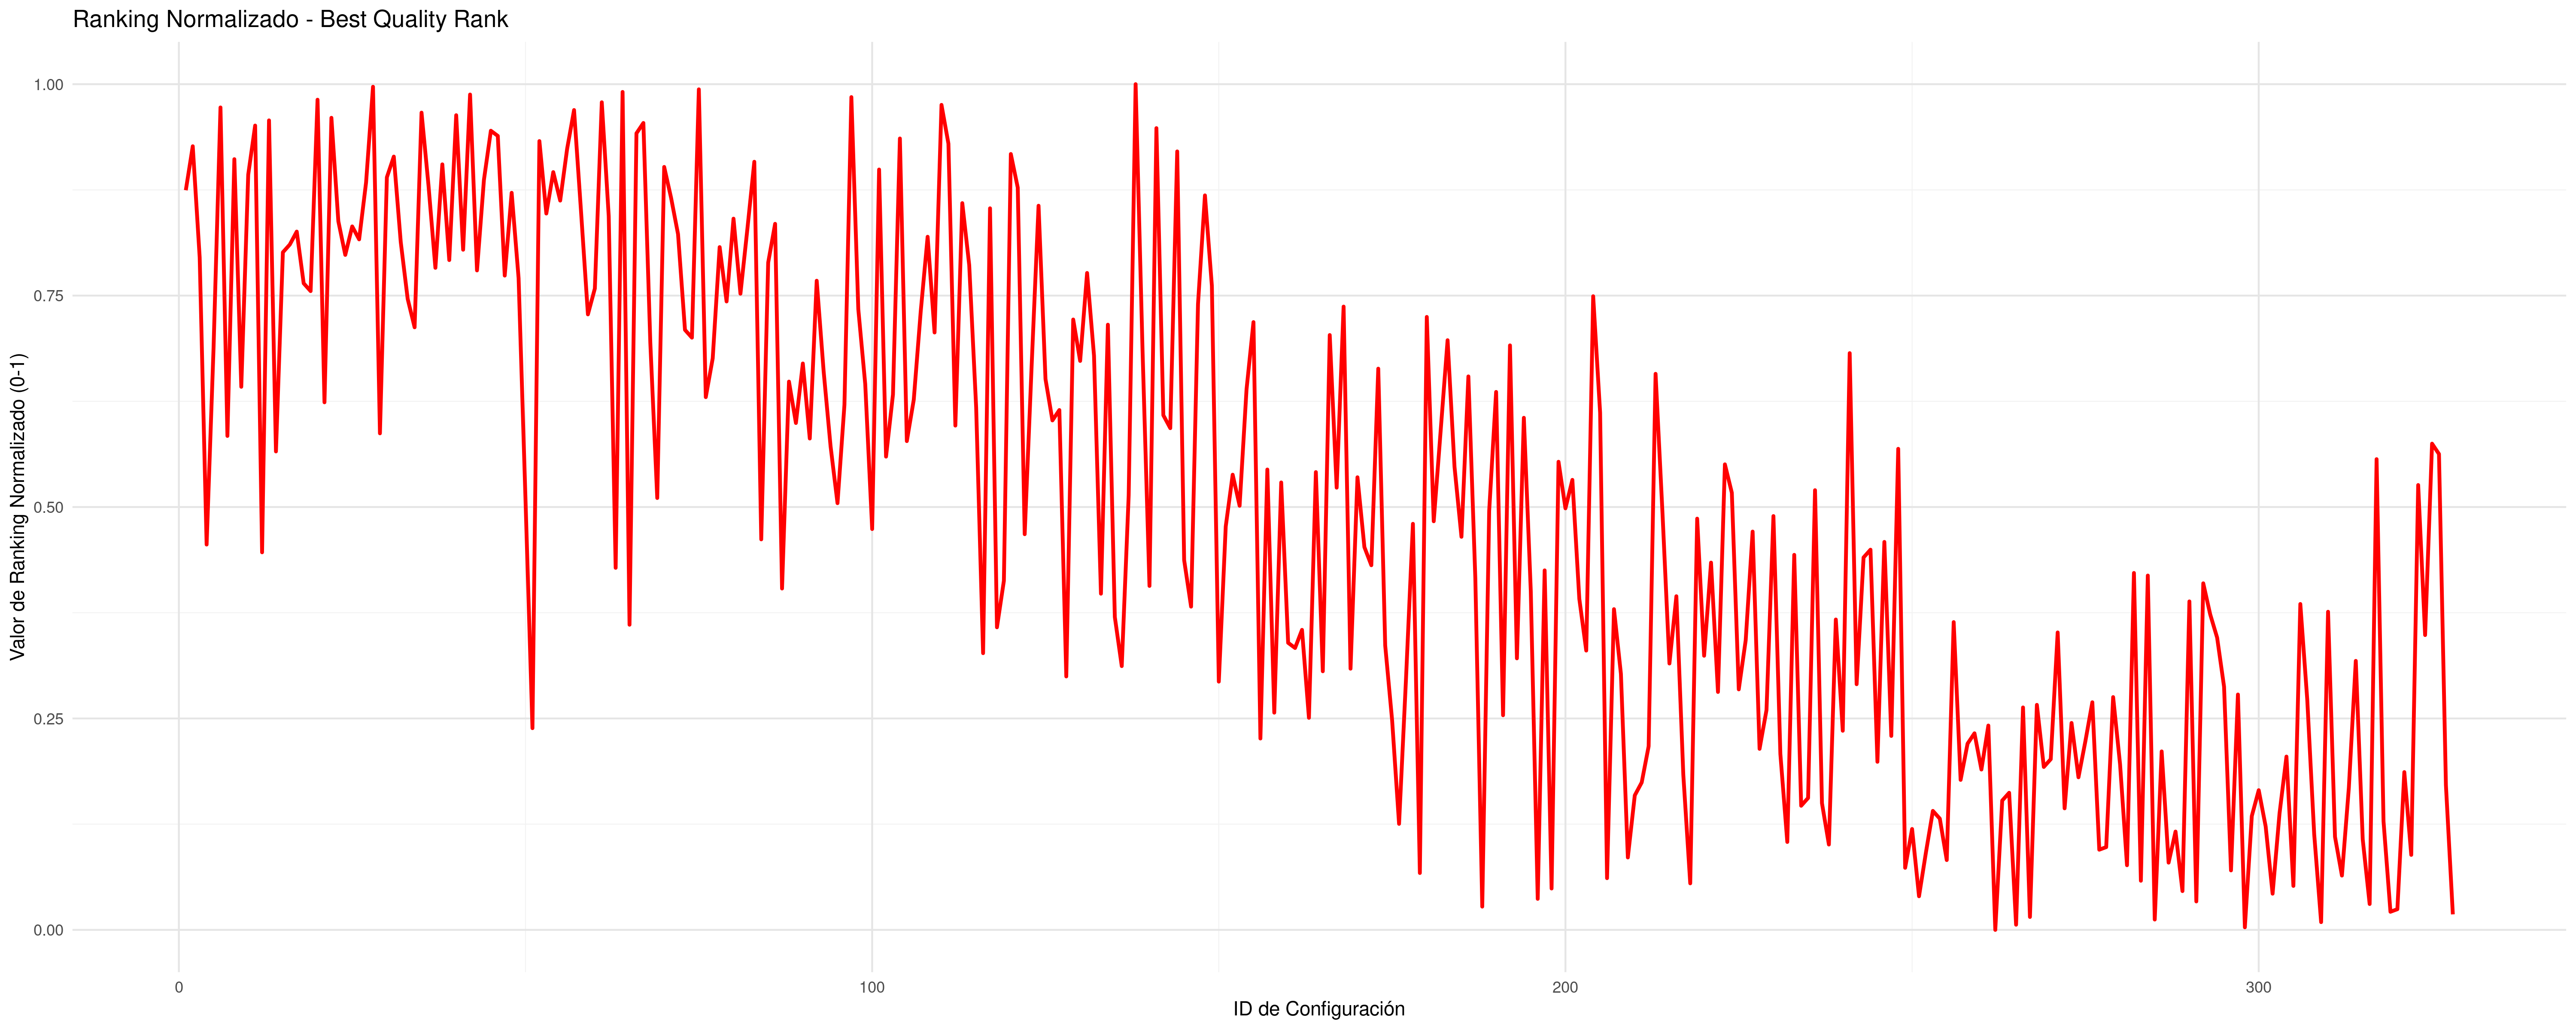 Ranking Normalizado - Best Quality Rank
Valor de Ranking Normalizado (0-1)
1.00
0.75
0.50
0.25
0.00
0 100 200 300
ID de Configuración